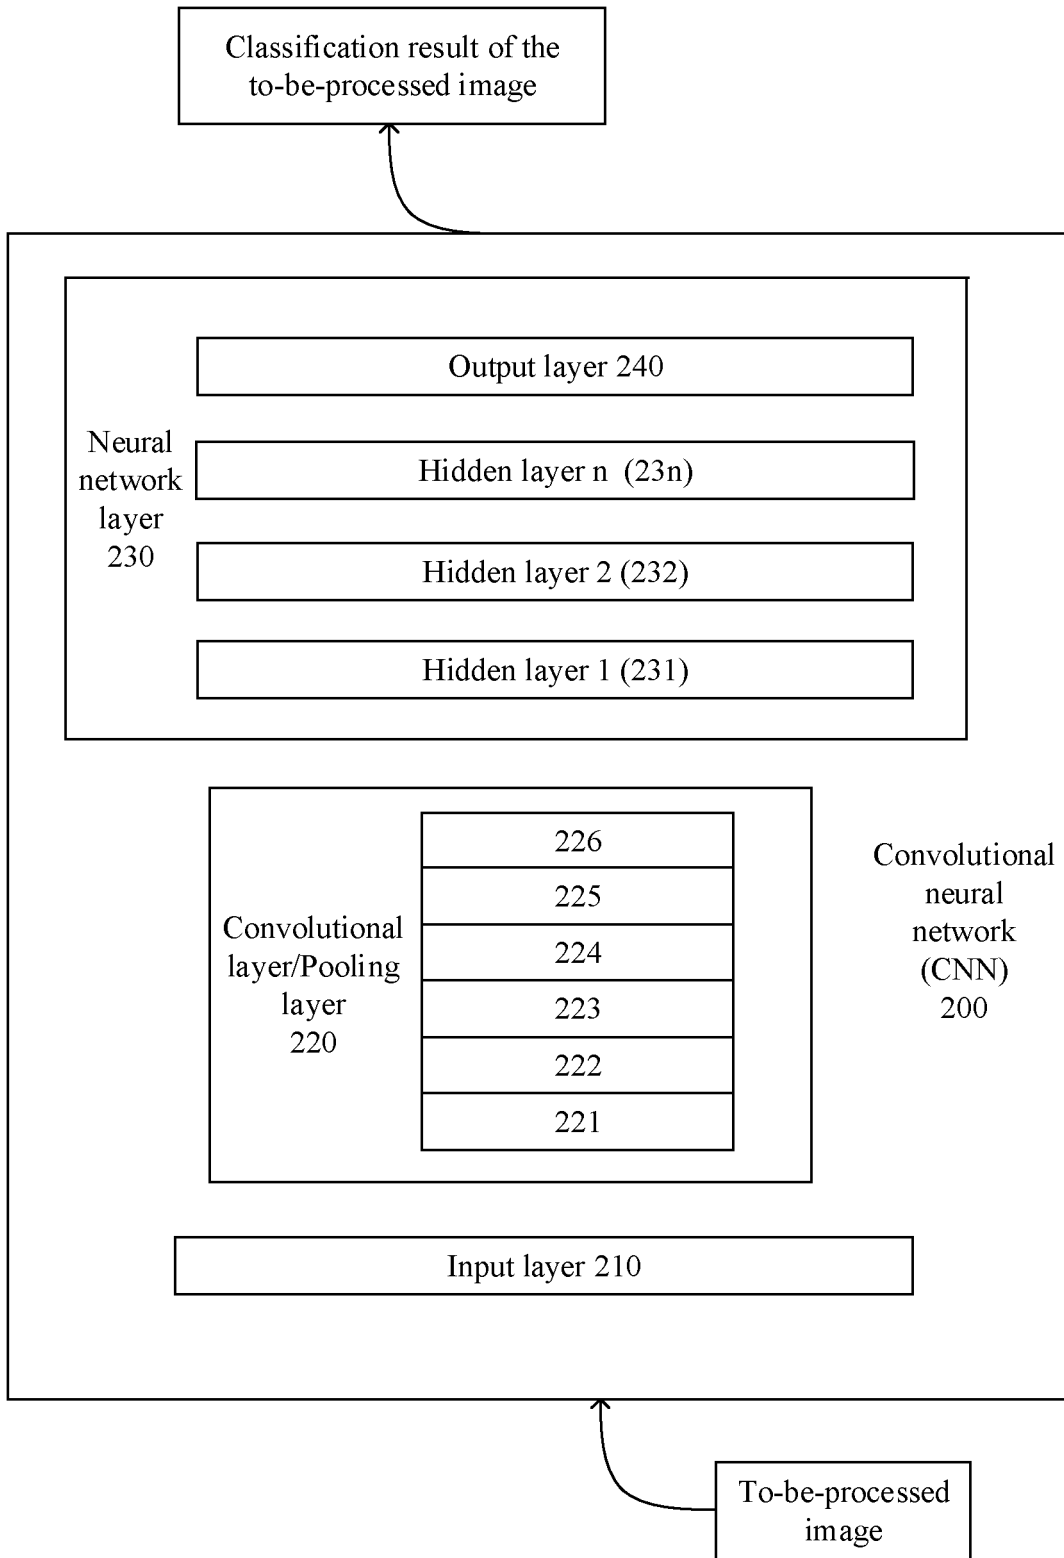 Classification result of the
to-be-processed image
Output layer 240
Neural
network
layer
230
Hidden layer n (23n)
Hidden layer 2 (232)
Hidden layer 1 (231)
Convolutional
layer/Pooling
layer
220
226
225
224
223
222
221
Convolutional
neural
network
(CNN)
200
Input layer 210
To-be-processed
image